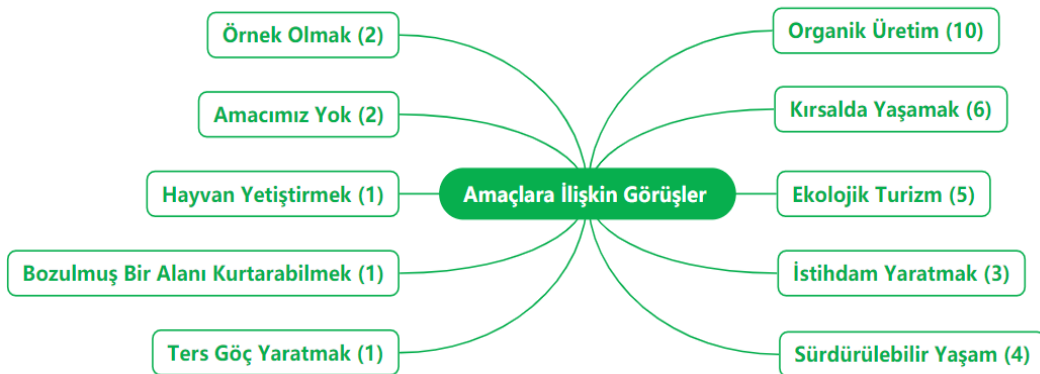 Örnek Olmak (2)
Organik Üretim (10)
Amacımız Yok (2)
Kırsalda Yaşamak (6)
Hayvan Yetiştirmek (1)
Amaçlara İlişkin Görüşler
Ekolojik Turizm (5)
Bozulmuş Bir Alanı Kurtarabilmek (1)
İstihdam Yaratmak (3)
Ters Göç Yaratmak (1)
Sürdürülebilir Yaşam (4)